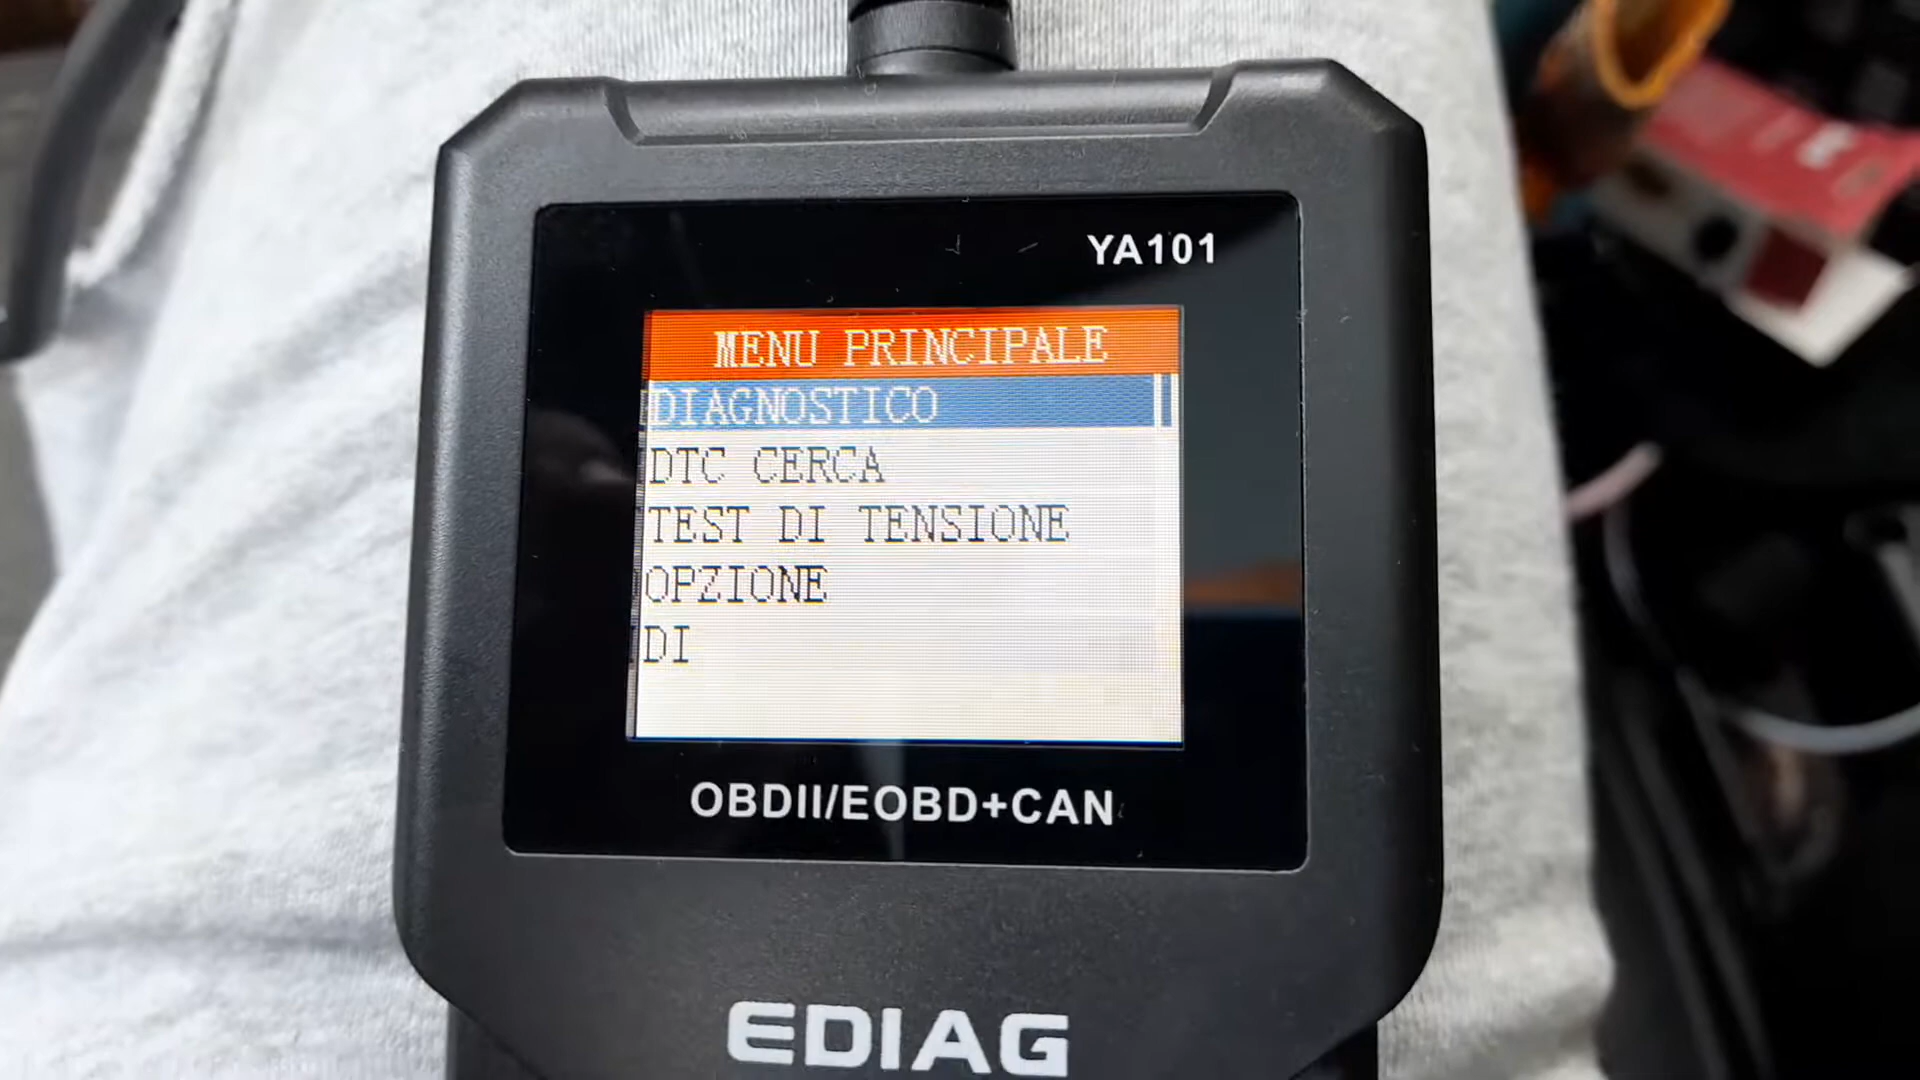 YA101
MENU PRINCIPALE
DIAGNOSTICO
DTC CERCA
TEST DI TENSIONE
OPZIONE
DI
OBDII/EOBD+CAN
EDIAG